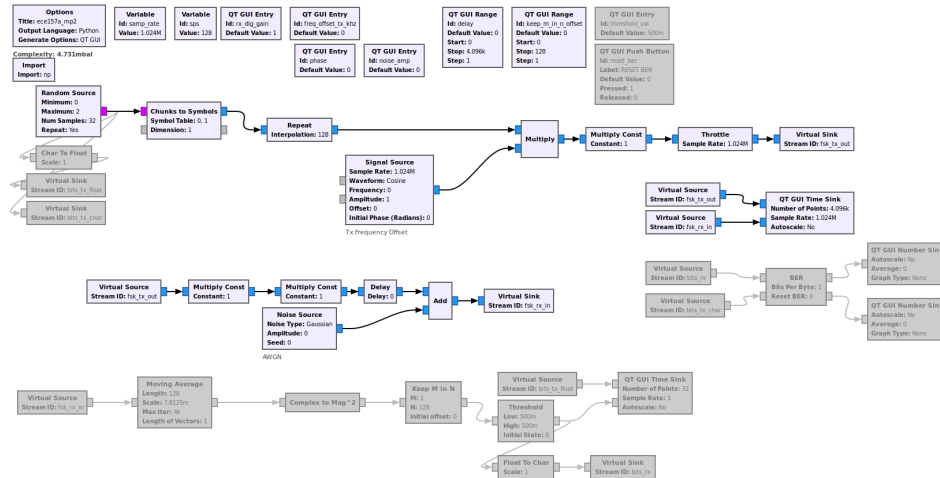 Options
Title: ece157a_mp2
Output Language: Python
Generate Options: QT GUI
Variable
Id: samp_rate
Value: 1.024M
Variable
Id: sps
Value: 128
QT GUI Entry
Id: rx_dig_gain
Default Value: 1
QT GUI Entry
Id: freq_offset_tx_khz
Default Value: 0
QT GUI Range
Id: delay
Default Value: 0
Start: 0
Stop: 4.096k
Step: 1
QT GUI Range
Id: keep_m_in_n_offset
Default Value: 0
Start: 0
Stop: 128
Step: 1
QT GUI Entry
Id: threshold_val
Default Value: 500m
Complexity: 4.731mbal
Import
Import: np
QT GUI Entry
Id: phase
Default Value: 0
QT GUI Entry
Id: noise_amp
Default Value: 0
QT GUI Push Button
Id: reset_ber
Label: RESET BER
Default Value: 0
Pressed: 1
Released: 0
Random Source
Minimum: 0
Maximum: 2
Num Samples: 32
Repeat: Yes
Chunks to Symbols
Symbol Table: 0, 1
Dimension: 1
Repeat
Interpolation: 128
Multiply
Multiply Const
Constant: 1
Throttle
Sample Rate: 1.024M
Virtual Sink
Stream ID: fsk_tx_out
Char To Float
Scale: 1
Virtual Sink
Stream ID: bits_tx_float
Virtual Sink
Stream ID: bits_tx_char
Signal Source
Sample Rate: 1.024M
Waveform: Cosine
Frequency: 0
Amplitude: 1
Offset: 0
Initial Phase (Radians): 0
Tx Frequency Offset
Virtual Source
Stream ID: fsk_tx_out
Virtual Source
Stream ID: fsk_rx_in
QT GUI Time Sink
Number of Points: 4.096k
Sample Rate: 1.024M
Autoscale: No
Virtual Source
Stream ID: bits_rx
Virtual Source
Stream ID: bits_tx_char
BER
Bits Per Byte: 1
Reset BER: 0
QT GUI Number Sin
Autoscale: No
Average: 0
Graph Type: None
QT GUI Number Sin
Autoscale: No
Average: 0
Graph Type: None
Virtual Source
Stream ID: fsk_tx_out
Multiply Const
Constant: 1
Multiply Const
Constant: 1
Delay
Delay: 0
Add
Virtual Sink
Stream ID: fsk_rx_in
Noise Source
Noise Type: Gaussian
Amplitude: 0
Seed: 0
AWGN
Virtual Source
Stream ID: fsk_rx_in
Moving Average
Length: 128
Scale: 7.8125m
Max Iter: 4k
Length of Vectors: 1
Complex to Mag^2
Keep M in N
M: 1
N: 128
Initial offset: 0
Virtual Source
Stream ID: bits_tx_float
Threshold
Low: 500m
High: 500m
Initial State: 0
QT GUI Time Sink
Number of Points: 32
Sample Rate: 1
Autoscale: No
Float To Char
Scale: 1
Virtual Sink
Stream ID: bits_rx